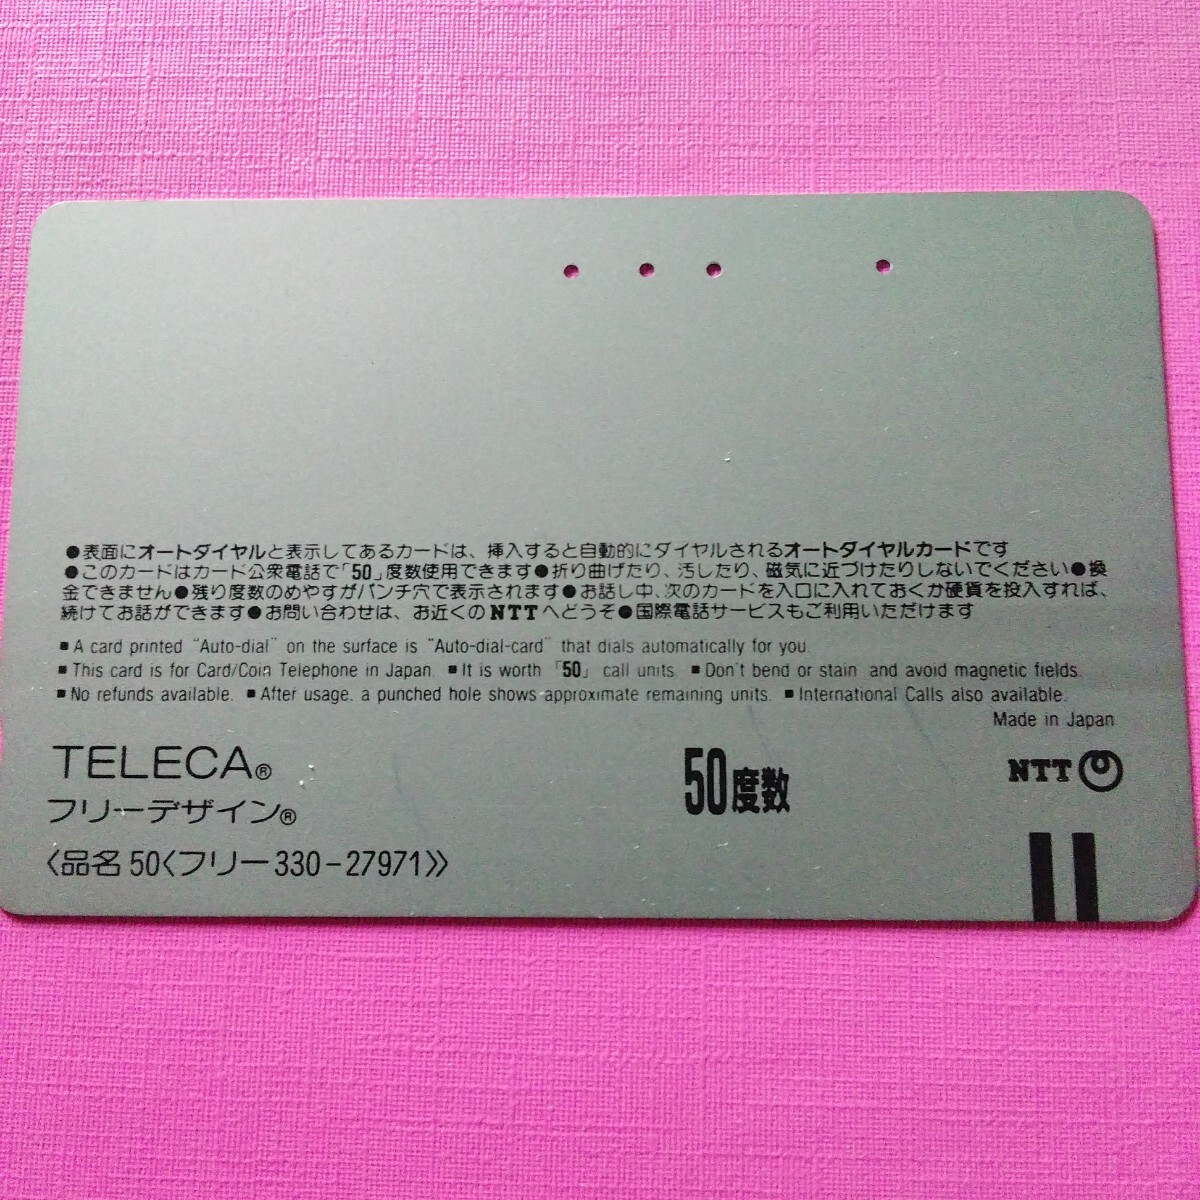 ●表面にオートダイヤルと表示してあるカードは、挿入すると自動的にダイヤルされるオートダイヤルカードです
●このカードはカード公衆電話で「50」度数使用できます●折り曲げたり、汚したり、磁気に近づけたりしないでください●換
金できません●残り度数のめやすがパンチ穴で表示されます●お話し中、次のカードを入口に入れておくか硬貨を投入すれば、
続けてお話ができます●お問い合わせは、お近くのNTTへどうぞ●国際電話サービスもご利用いただけます
■A card printed “Auto-dial” on the surface is “Auto-dial-card” that dials automatically for you.
■This card is for Card/Coin Telephone in Japan. ■It is worth 「50」 call units. ■Don't bend or stain and avoid magnetic fields.
■No refunds available. ■After usage, a punched hole shows approximate remaining units. ■International Calls also available.
Made in Japan
TELECA®
50度数
NTT
フリーデザイン®
〈品名 50〈フリー330-27971〉〉